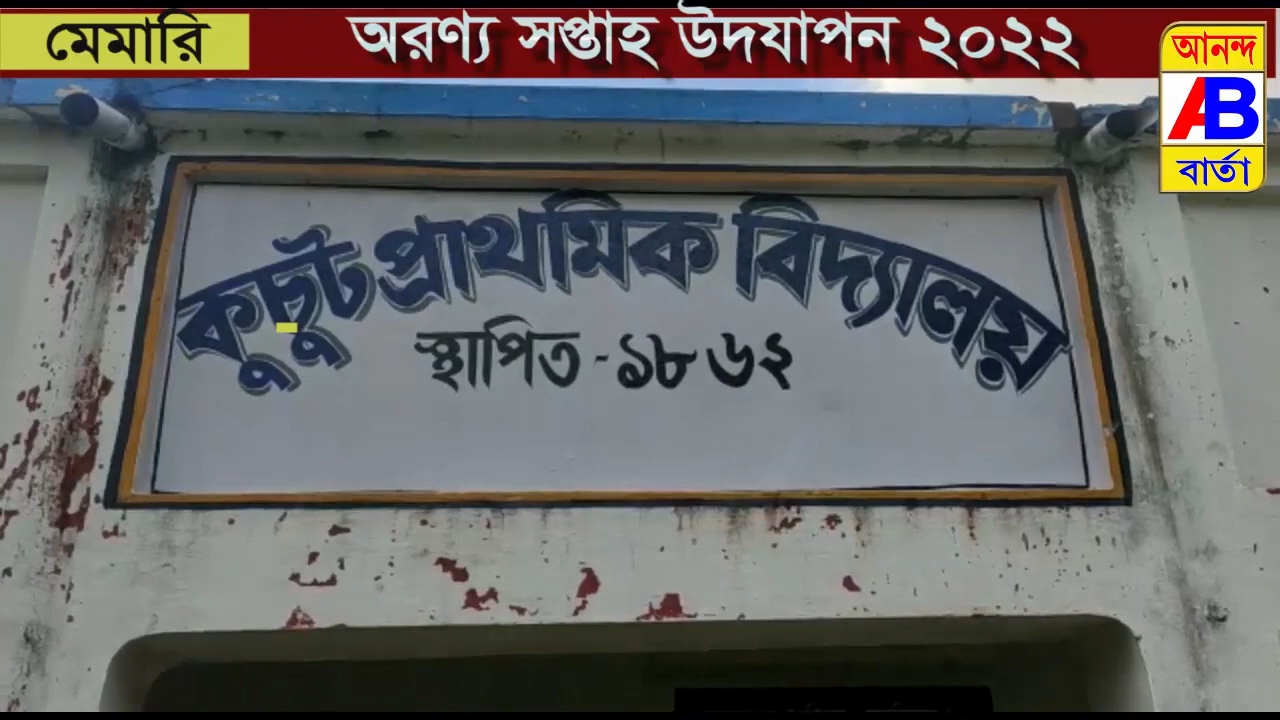 মেমারি
অরণ্য সপ্তাহ উদযাপন ২০২২
আনন্দ
AB
বার্তা
কুচুট প্রাথমিক বিদ্যালয়
স্থাপিত - ১৮৬২